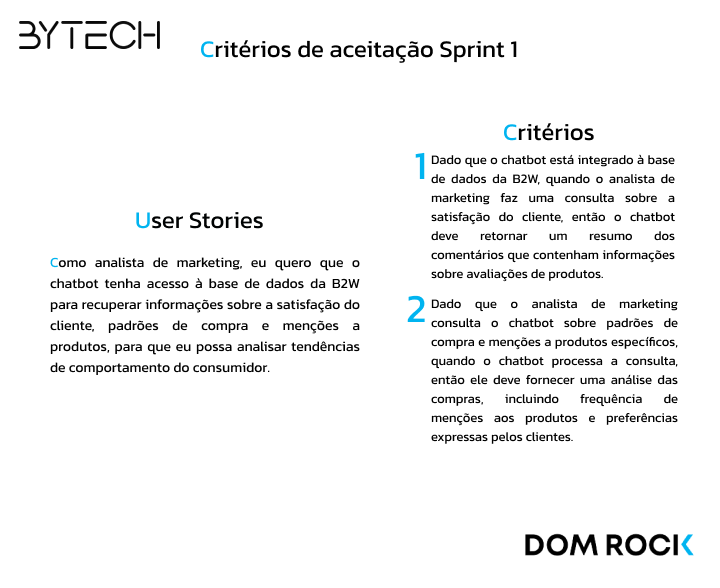 BYTECH
Critérios de aceitação Sprint 1
User Stories
Como analista de marketing, eu quero que o
chatbot tenha acesso à base de dados da B2W
para recuperar informações sobre a satisfação do
cliente, padrões de compra e menções a
produtos, para que eu possa analisar tendências
de comportamento do consumidor.
Critérios
1 Dado que o chatbot está integrado à base
de dados da B2W, quando o analista de
marketing faz uma consulta sobre a
satisfação do cliente, então o chatbot
deve retornar um resumo dos
comentários que contenham informações
sobre avaliações de produtos.
2 Dado que o analista de marketing
consulta o chatbot sobre padrões de
compra e menções a produtos específicos,
quando o chatbot processa a consulta,
então ele deve fornecer uma análise das
compras, incluindo frequência de
menções aos produtos e preferências
expressas pelos clientes.
DOM ROCK